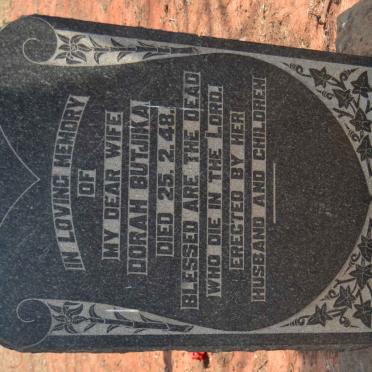 IN LOVING MEMORY
OF
MY DEAR WIFE
DORAH BUTJIKA
DIED 25. 2. 48.
BLESSED ARE THE DEAD
WHO DIE IN THE LORD.
ERECTED BY HER
HUSBAND AND CHILDREN